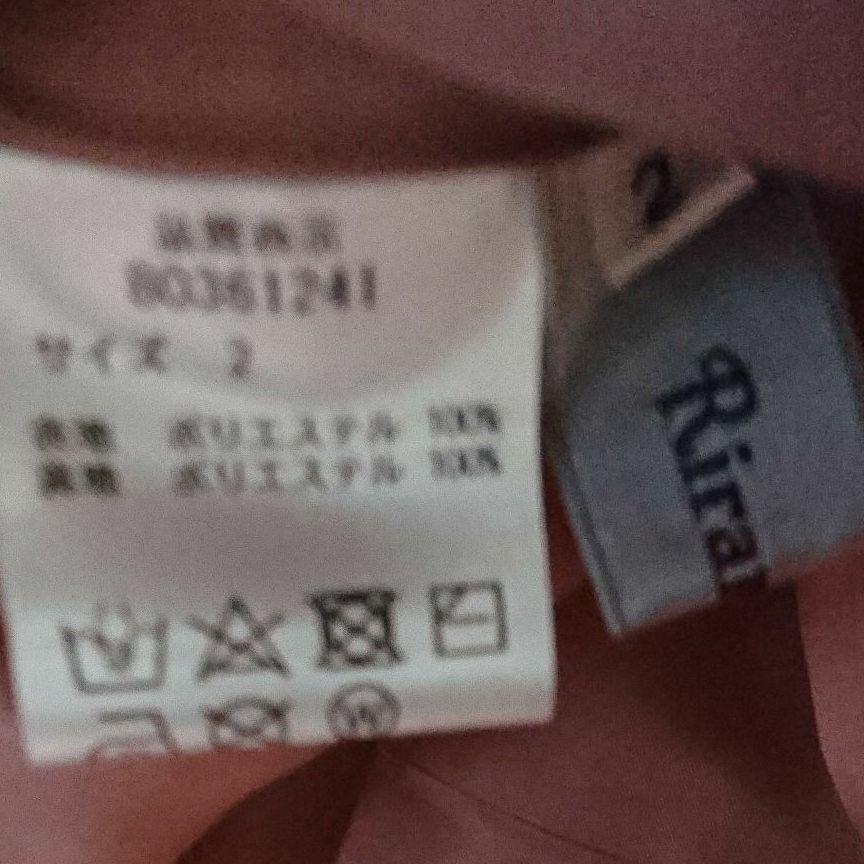 品質表示
B0361241
サイズ 2
表地 ポリエステル 100%
裏地 ポリエステル 100%
2
Rira